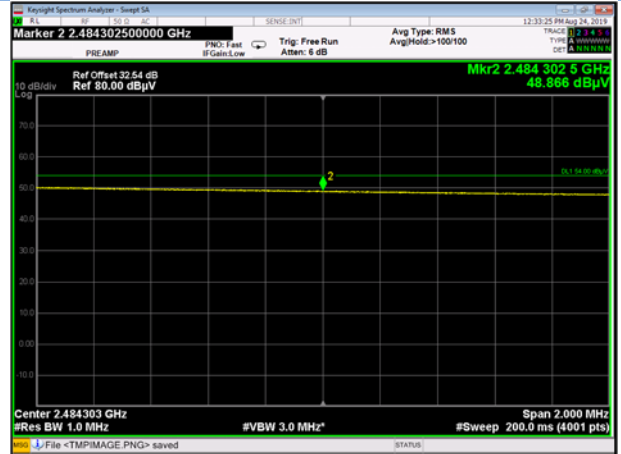 Keysight Spectrum Analyzer - Swept SA
RL RF 50 Ω AC SENSE:INT 12:33:25 PM Aug 24, 2019
Marker 2 2.484302500000 GHz
Avg Type: RMS
TRACE 1 2 3 4 5 6
PNO: Fast Trig: Free Run Avg|Hold:>100/100
TYPE A WWWWW
PREAMP IFGain:Low Atten: 6 dB
DET A N N N N N
Mkr2 2.484 302 5 GHz
Ref Offset 32.54 dB
10 dB/div Ref 80.00 dBµV 48.866 dBµV
Log
70.0
60.0
2
DL1 54.00 dBµV
50.0
40.0
30.0
20.0
10.0
0.00
-10.0
Center 2.484303 GHz Span 2.000 MHz
#Res BW 1.0 MHz #VBW 3.0 MHz* #Sweep 200.0 ms (4001 pts)
MSG File <TMPIMAGE.PNG> saved STATUS